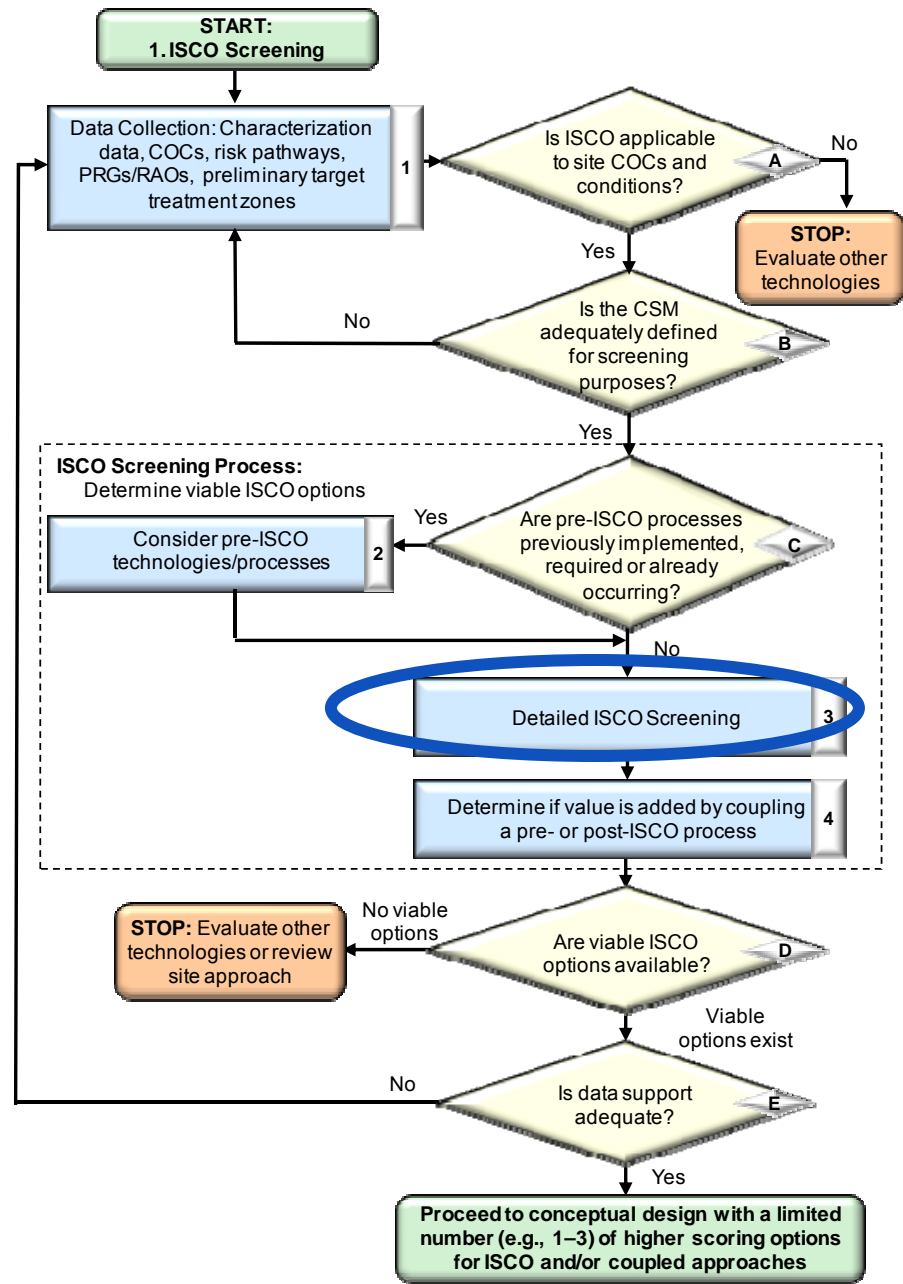 START:
1. ISCO Screening
Data Collection: Characterization
data, COCs, risk pathways,
PRGs/RAOs, preliminary target
treatment zones
1
Is ISCO applicable
to site COCs and
conditions?
A
No
STOP:
Evaluate other
technologies
Yes
Is the CSM
adequately defined
for screening
purposes?
B
No
Yes
ISCO Screening Process:
Determine viable ISCO options
Are pre-ISCO processes
previously implemented,
required or already
occurring?
C
Yes
Consider pre-ISCO
technologies/processes
2
No
Detailed ISCO Screening
3
Determine if value is added by coupling
a pre- or post-ISCO process
4
Are viable ISCO
options available?
D
No viable
options
STOP: Evaluate other
technologies or review
site approach
Viable
options exist
Is data support
adequate?
E
No
Yes
Proceed to conceptual design with a limited
number (e.g., 1–3) of higher scoring options
for ISCO and/or coupled approaches